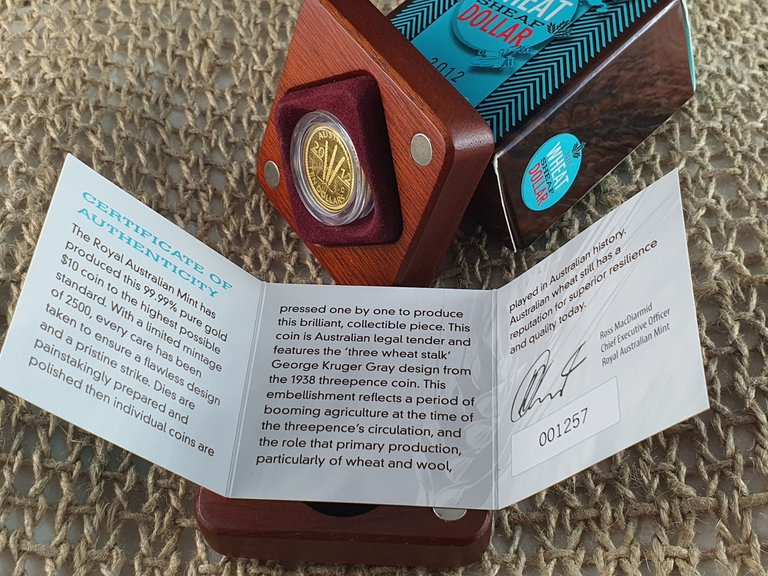 WHEAT
SHEAF
DOLLAR
2012
WHEAT
SHEAF
DOLLAR
CERTIFICATE OF
AUTHENTICITY
The Royal Australian Mint has
produced this 99.99% pure gold
$10 coin to the highest possible
standard. With a limited mintage
of 2500, every care has been
taken to ensure a flawless design
and a pristine strike. Dies are
painstakingly prepared and
polished then individual coins are
pressed one by one to produce
this brilliant, collectible piece. This
coin is Australian legal tender and
features the 'three wheat stalk'
George Kruger Gray design from
the 1938 threepence coin. This
embellishment reflects a period of
booming agriculture at the time of
the threepence's circulation, and
the role that primary production,
particularly of wheat and wool,
played in Australian history.
Australian wheat still has a
reputation for superior resilience
and quality today.
Ross MacDiarmid
Chief Executive Officer
Royal Australian Mint
001257